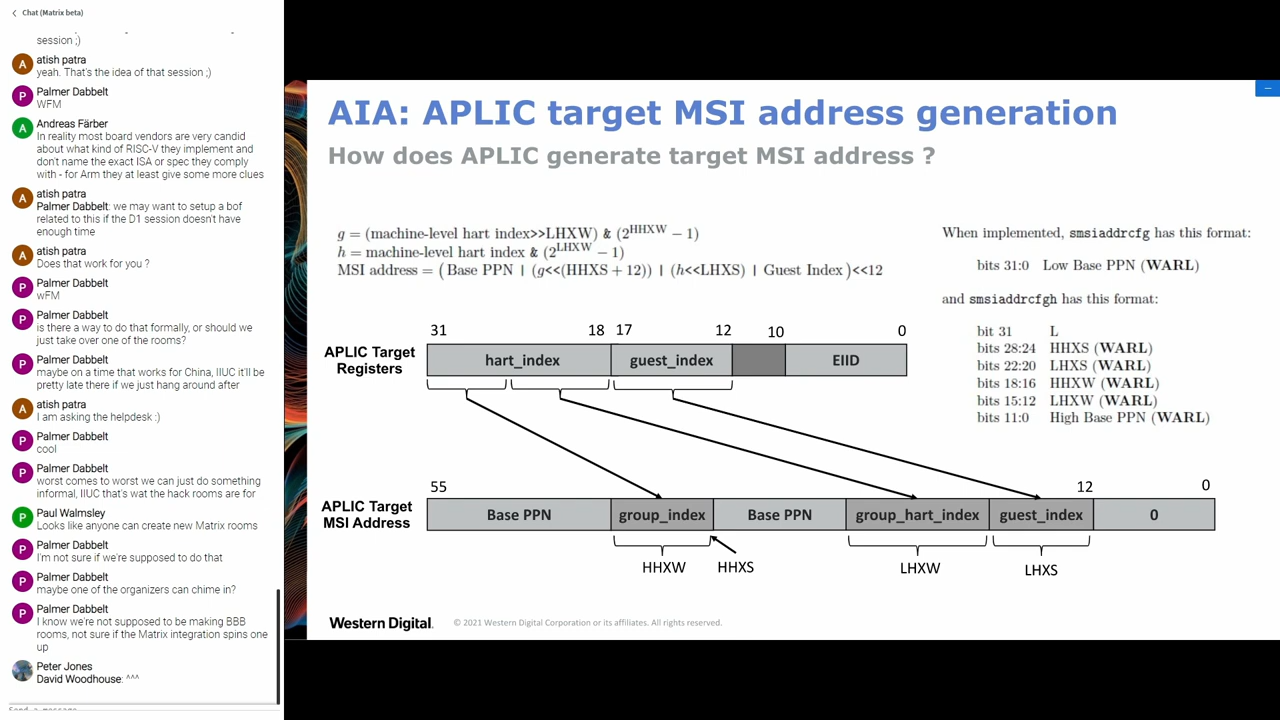 Chat (Matrix beta)
session ;)
A
atish patra
yeah. That's the idea of that session ;)
P
Palmer Dabbelt
WFM
A
Andreas Färber
In reality most board vendors are very candid
about what kind of RISC-V they implement and
don't name the exact ISA or spec they comply
with - for Arm they at least give some more clues
A
atish patra
Palmer Dabbelt: we may want to setup a bof
related to this if the D1 session doesn't have
enough time
A
atish patra
Does that work for you ?
P
Palmer Dabbelt
wFM
P
Palmer Dabbelt
is there a way to do that formally, or should we
just take over one of the rooms?
P
Palmer Dabbelt
maybe on a time that works for China, IIUC it'll be
pretty late there if we just hang around after
A
atish patra
I am asking the helpdesk :)
P
Palmer Dabbelt
cool
P
Palmer Dabbelt
worst comes to worst we can just do something
informal, IIUC that's wat the hack rooms are for
P
Paul Walmsley
Looks like anyone can create new Matrix rooms
P
Palmer Dabbelt
I'm not sure if we're supposed to do that
P
Palmer Dabbelt
maybe one of the organizers can chime in?
P
Palmer Dabbelt
I know we're not supposed to be making BBB
rooms, not sure if the Matrix integration spins one
up
Peter Jones
David Woodhouse: ^^^
Send a message
AIA: APLIC target MSI address generation
How does APLIC generate target MSI address ?
g = (machine-level hart index>>LHXW) & (2^HHXW − 1)
h = machine-level hart index & (2^LHXW − 1)
MSI address = ( Base PPN | (g<<(HHXS + 12)) | (h<<LHXS) | Guest Index )<<12
When implemented, smsiaddrcfg has this format:
bits 31:0 Low Base PPN (WARL)
and smsiaddrcfgh has this format:
bit 31 L
bits 28:24 HHXS (WARL)
bits 22:20 LHXS (WARL)
bits 18:16 HHXW (WARL)
bits 15:12 LHXW (WARL)
bits 11:0 High Base PPN (WARL)
31 18 17 12 10 0
APLIC Target
Registers
hart_index guest_index EIID
55 12 0
APLIC Target
MSI Address
Base PPN group_index Base PPN group_hart_index guest_index 0
HHXW HHXS LHXW LHXS
Western Digital.
© 2021 Western Digital Corporation or its affiliates. All rights reserved.